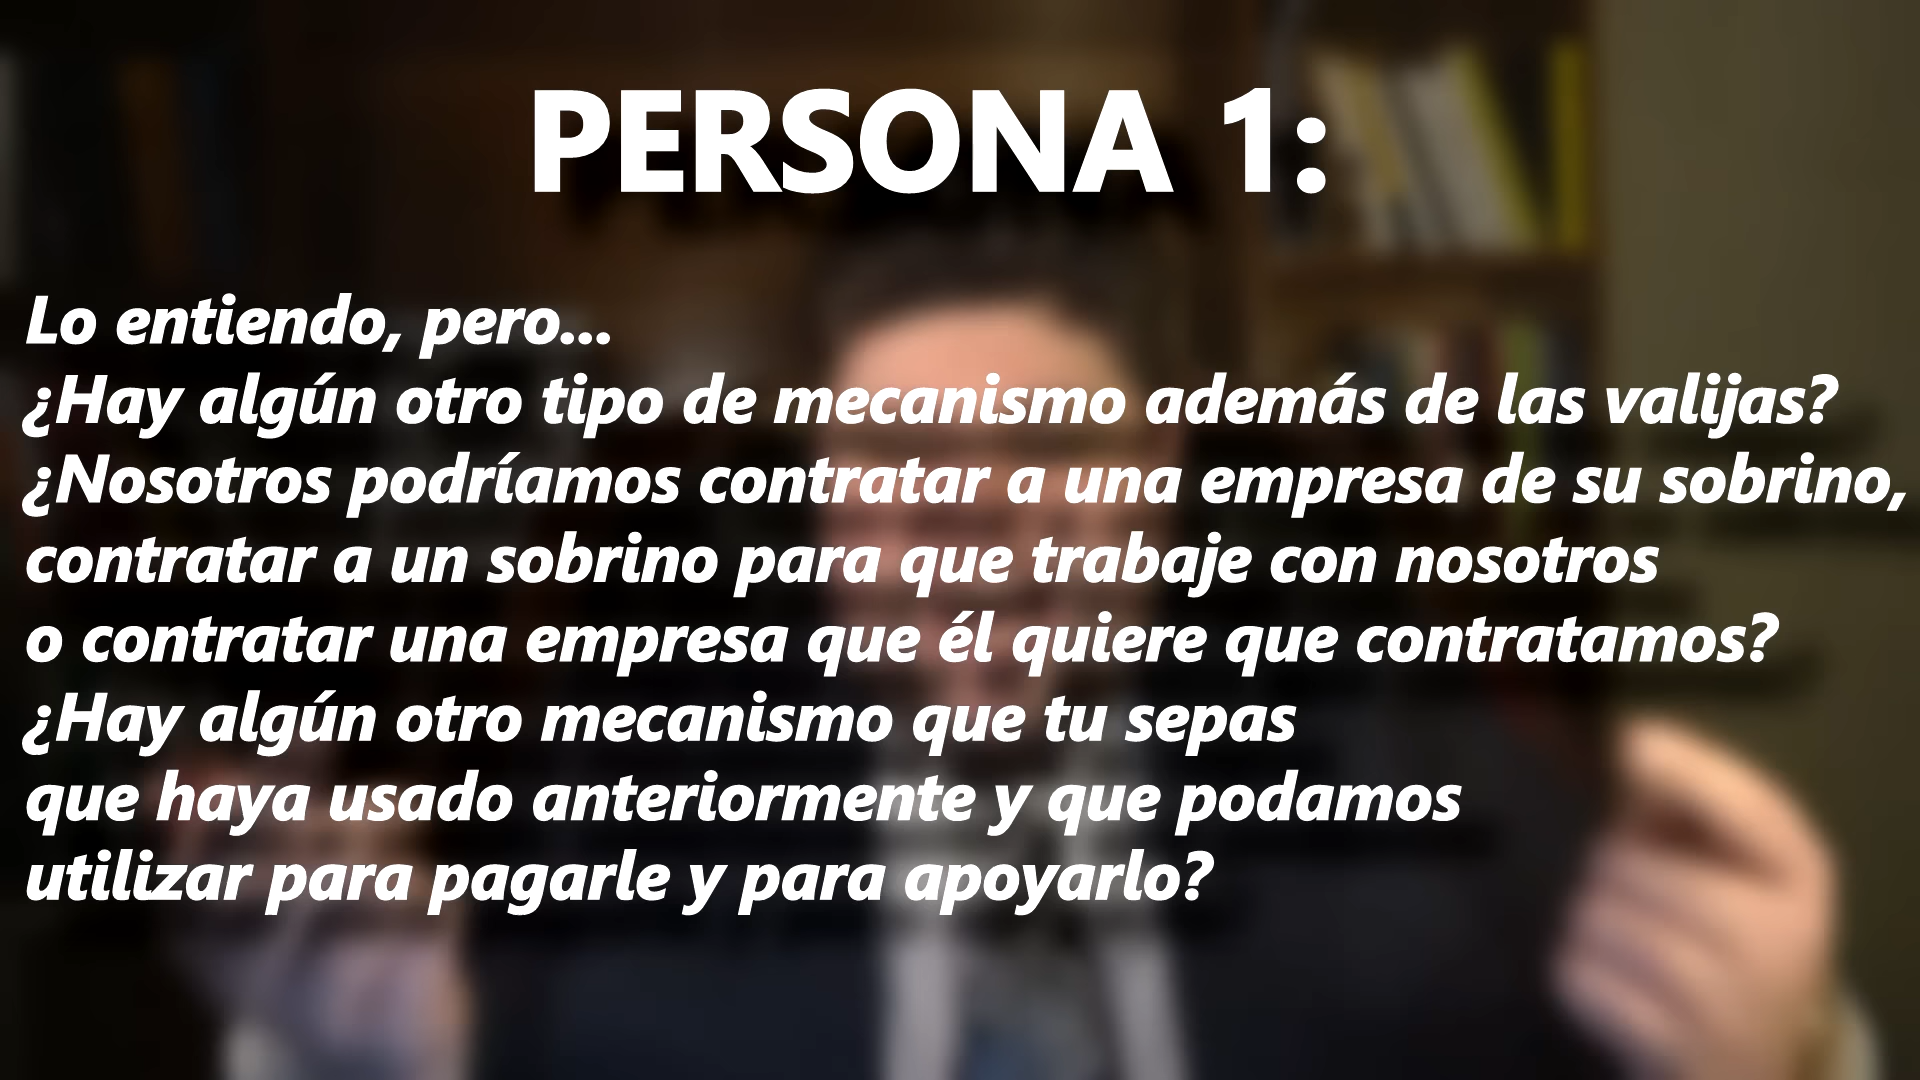 PERSONA 1:
Lo entiendo, pero...
¿Hay algún otro tipo de mecanismo además de las valijas?
¿Nosotros podríamos contratar a una empresa de su sobrino,
contratar a un sobrino para que trabaje con nosotros
o contratar una empresa que él quiere que contratamos?
¿Hay algún otro mecanismo que tu sepas
que haya usado anteriormente y que podamos
utilizar para pagarle y para apoyarlo?